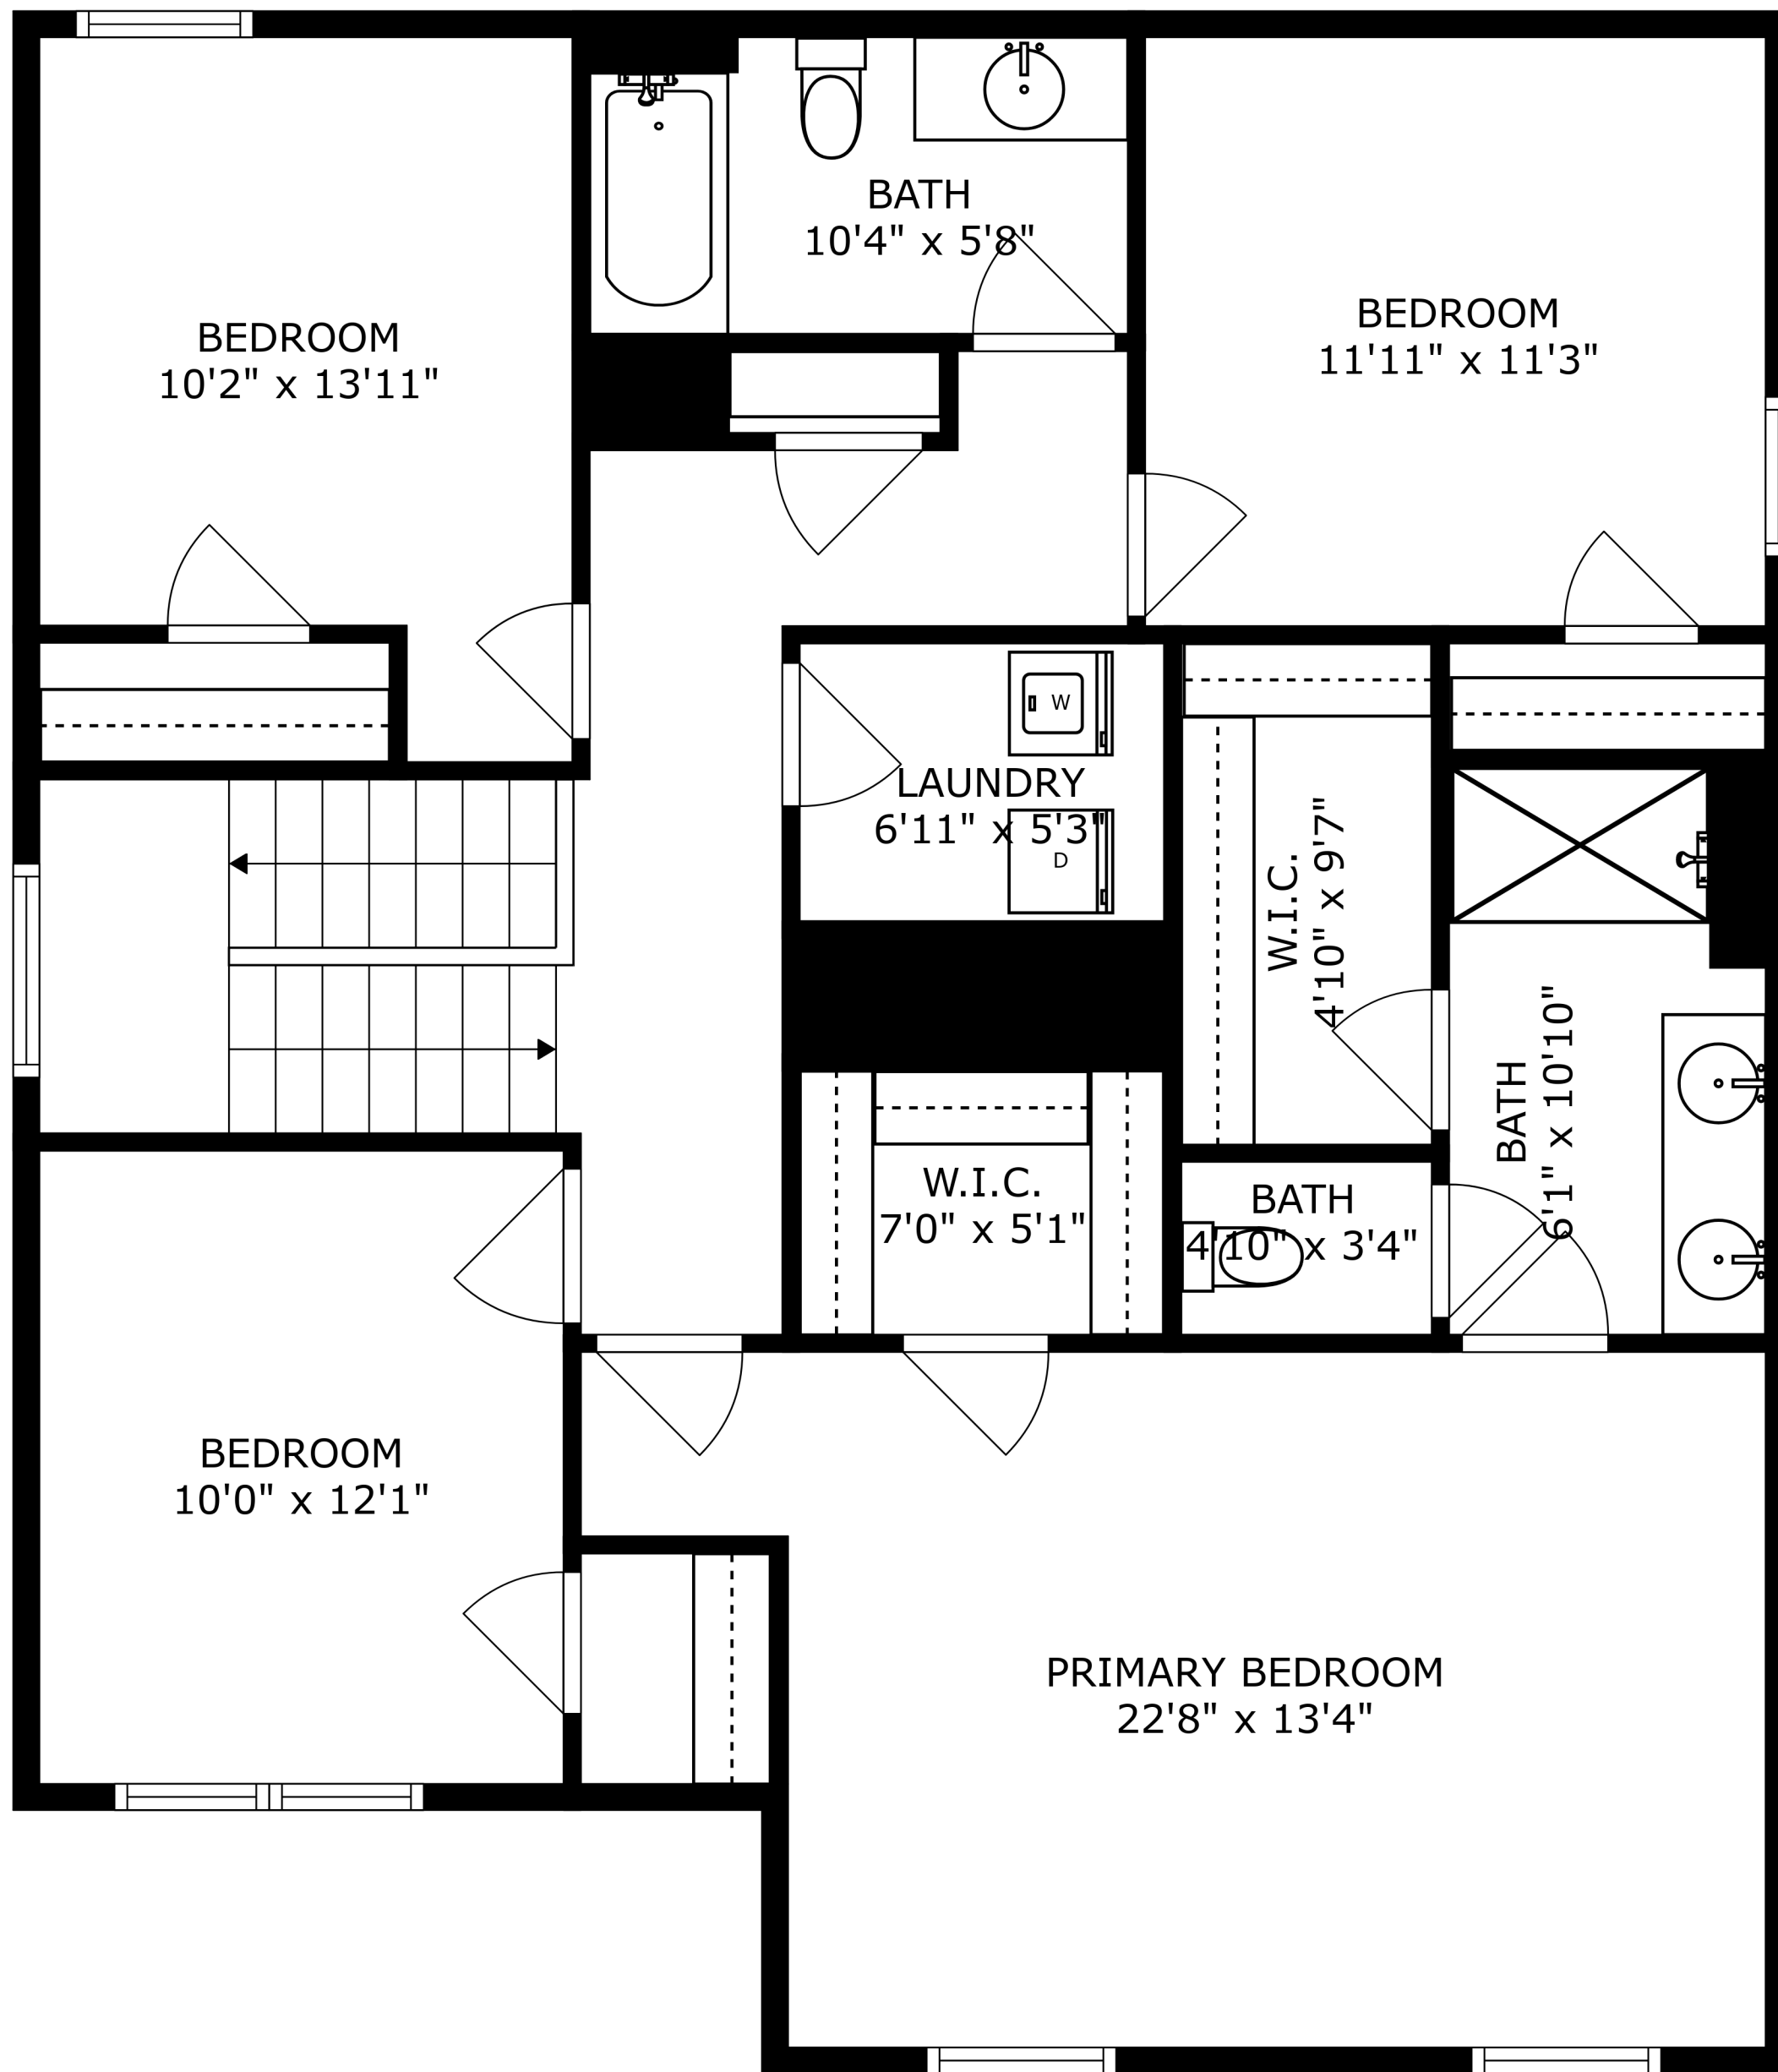 BATH
10'4" x 5'8"
BEDROOM
11'11" x 11'3"
BEDROOM
10'2" x 13'11"
W
LAUNDRY
6'11" x 5'3"
D
W.I.C.
4'10" x 9'7"
BATH
6'1" x 10'10"
W.I.C.
7'0" x 5'1"
BATH
4'10" x 3'4"
BEDROOM
10'0" x 12'1"
PRIMARY BEDROOM
22'8" x 13'4"